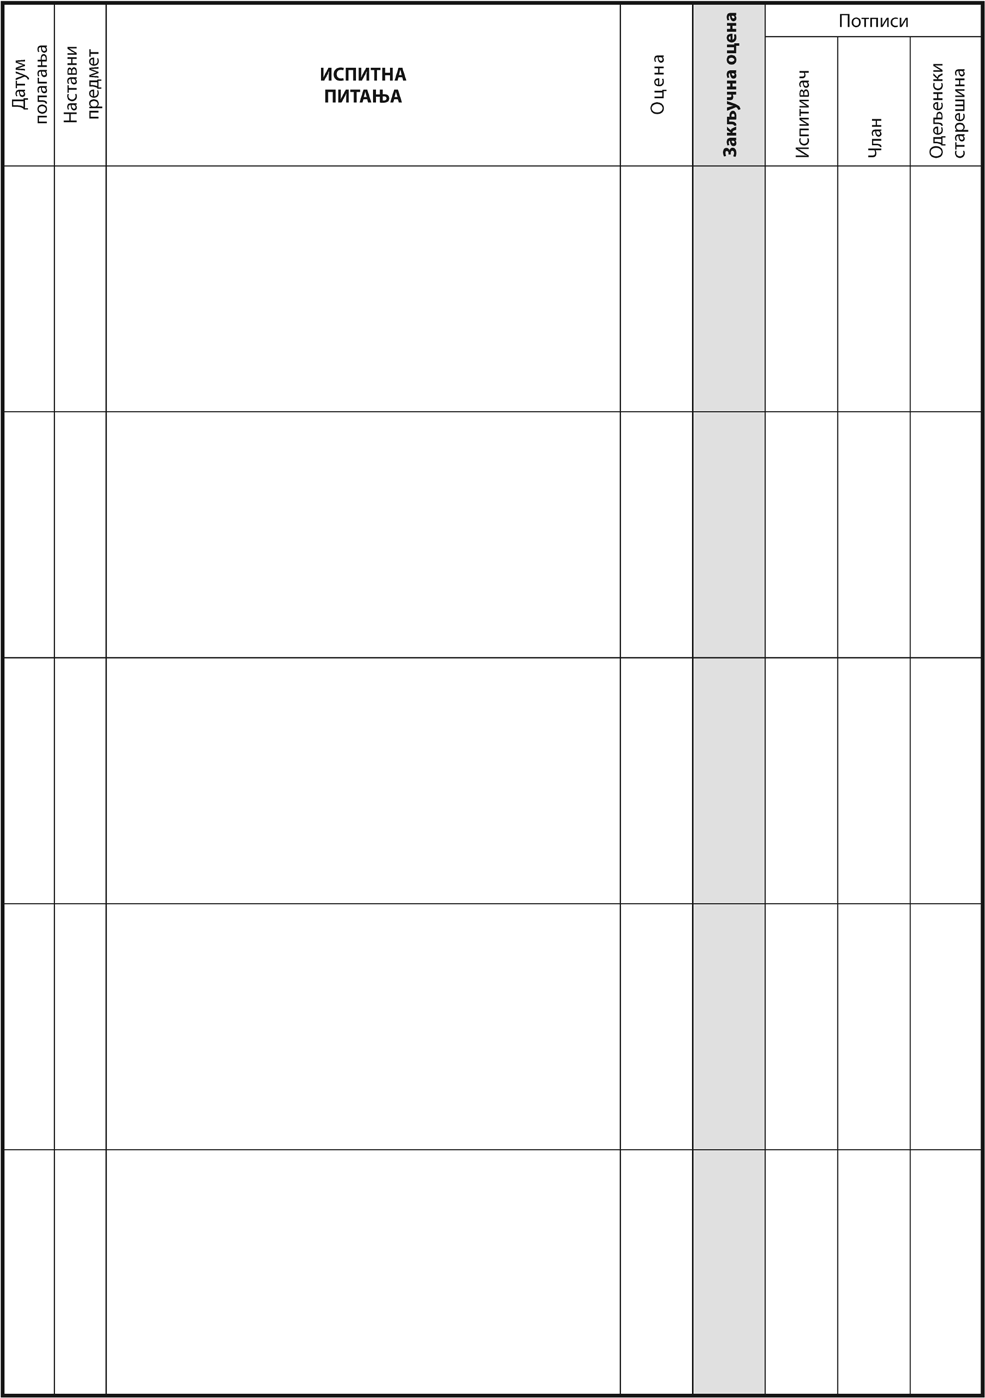 Датум
полагања
Наставни
предмет
ИСПИТНА
ПИТАЊА
Оцена
Закључна оцена
Потписи
Испитивач
Члан
Одељенски
старешина